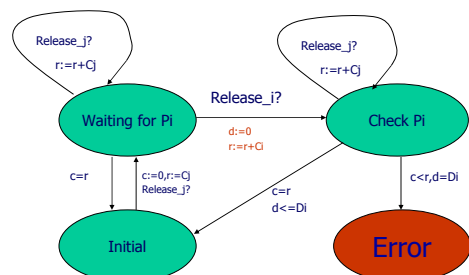 Release_j?
r:=r+Cj
Release_j?
r:=r+Cj
Release_i?
Waiting for Pi
d:=0
r:=r+Ci
Check Pi
c=r
c:=0,r:=Cj
Release_j?
c=r
d<=Di
c<r,d=Di
Initial
Error